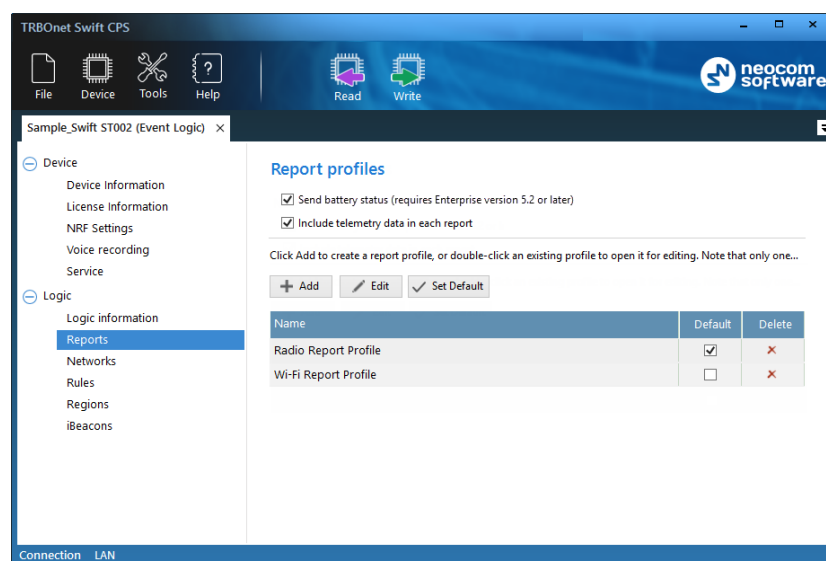 TRBOnet Swift CPS
File Device Tools Help Read Write
neocom
software
Sample_Swift ST002 (Event Logic)
Device
Device Information
License Information
NRF Settings
Voice recording
Service
Logic
Logic information
Reports
Networks
Rules
Regions
iBeacons
Report profiles
Send battery status (requires Enterprise version 5.2 or later)
Include telemetry data in each report
Click Add to create a report profile, or double-click an existing profile to open it for editing. Note that only one...
Add Edit Set Default
Name Default Delete
Radio Report Profile
Wi-Fi Report Profile
Connection LAN